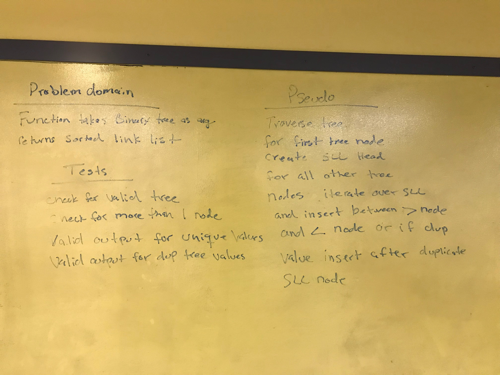 Problem domain
Function takes Binary tree as arg
returns sorted link list
Tests
check for valid tree
check for more then 1 node
Valid output for unique values
Valid output for dup tree values
Pseudo
Traverse tree
for first tree node
create SLL Head
for all other tree
nodes iterate over SLL
and insert between > node
and < node or if dup
value insert after duplicate
SLL node